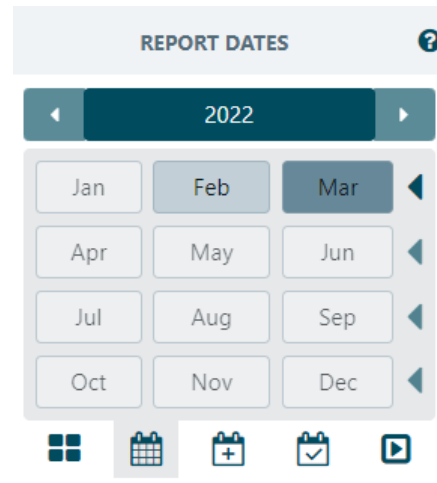 REPORT DATES ?
2022
Jan Feb Mar
Apr May Jun
Jul Aug Sep
Oct Nov Dec